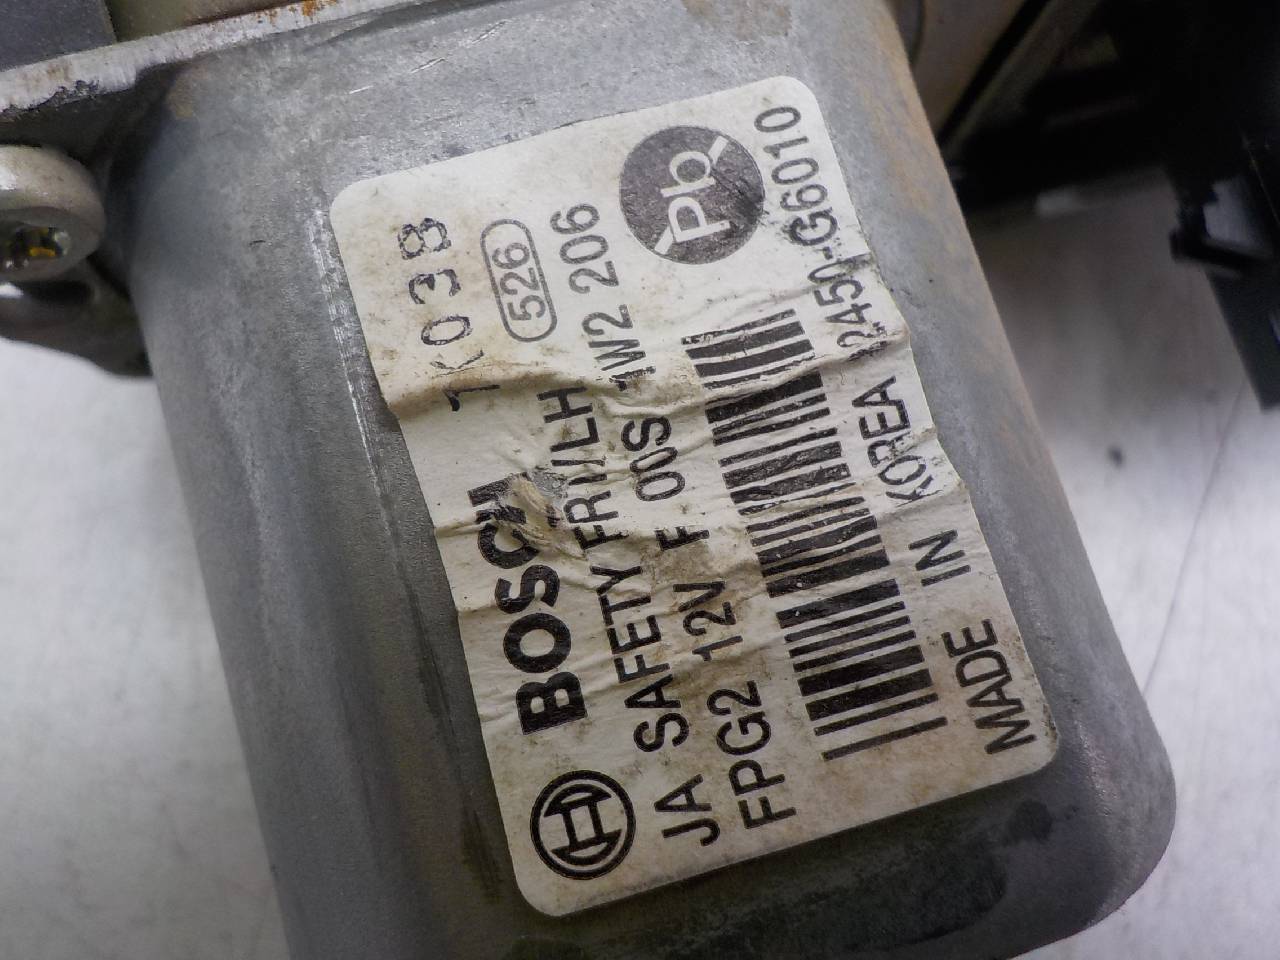 BOSCH 1K038
JA SAFETY FR/LH 526
FPG2 12V F 00S 1W2 206
Pb
MADE IN KOREA 82450-G6010